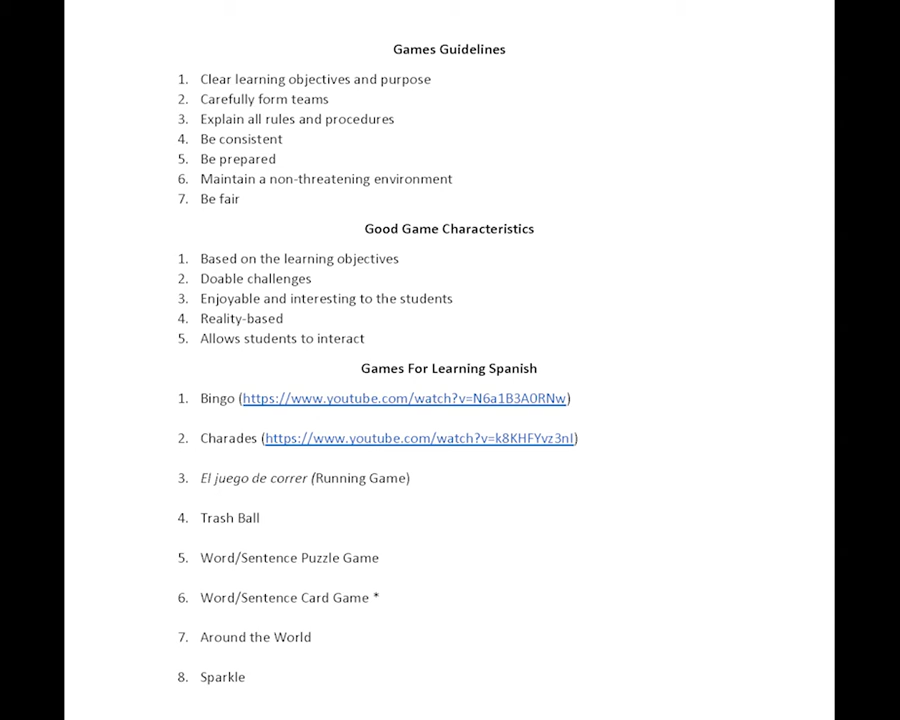 Games Guidelines
1. Clear learning objectives and purpose
2. Carefully form teams
3. Explain all rules and procedures
4. Be consistent
5. Be prepared
6. Maintain a non-threatening environment
7. Be fair
Good Game Characteristics
1. Based on the learning objectives
2. Doable challenges
3. Enjoyable and interesting to the students
4. Reality-based
5. Allows students to interact
Games For Learning Spanish
1. Bingo (https://www.youtube.com/watch?v=N6a1B3A0RNw)
2. Charades (https://www.youtube.com/watch?v=k8KHFYvz3nI)
3. El juego de correr (Running Game)
4. Trash Ball
5. Word/Sentence Puzzle Game
6. Word/Sentence Card Game *
7. Around the World
8. Sparkle